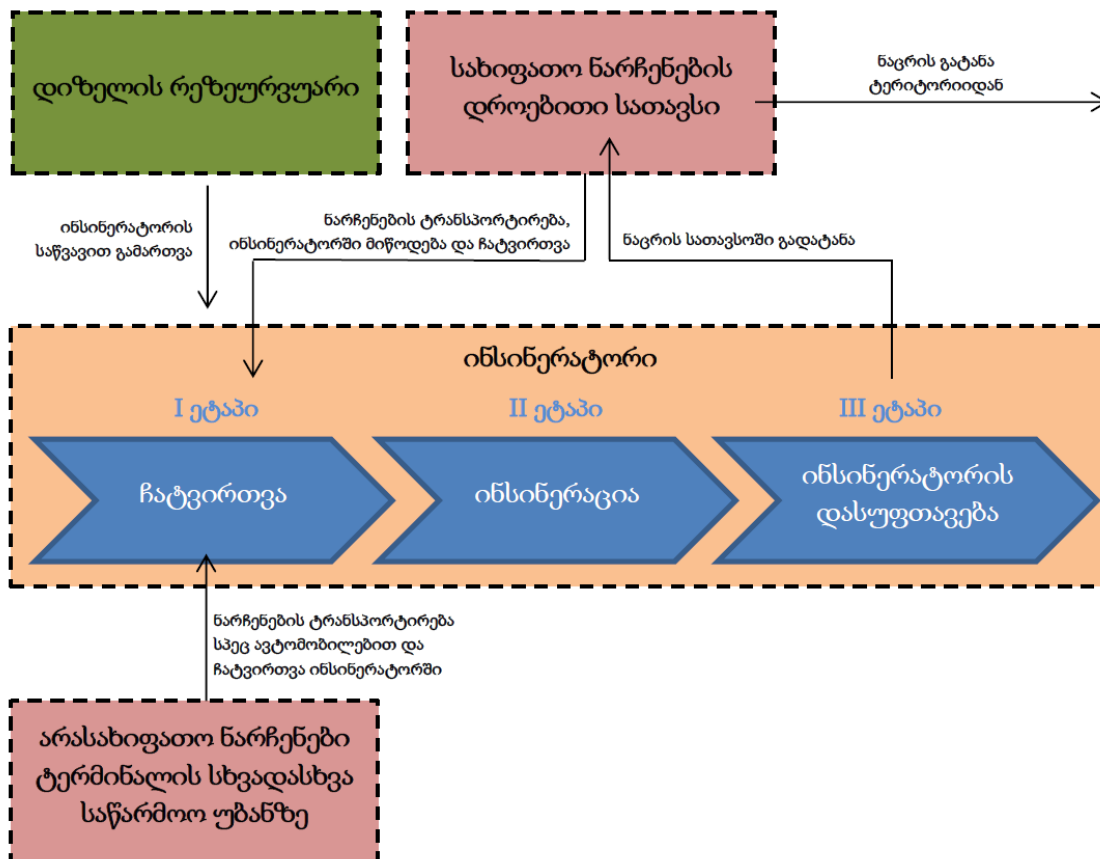 დიზელის რეზეურვუარი
სახიფათო ნარჩენების
დროებითი სათავსი
ნაცრის გატანა
ტერიტორიიდან
ინსინერატორის
საწვავით გამართვა
ნარჩენების ტრანსპორტირება,
ინსინერატორში მიწოდება და ჩატვირთვა
ნაცრის სათავსოში გადატანა
ინსინერატორი
I ეტაპი
II ეტაპი
III ეტაპი
ჩატვირთვა
ინსინერაცია
ინსინერატორის
დასუფთავება
ნარჩენების ტრანსპორტირება
სპეც ავტომობილებით და
ჩატვირთვა ინსინერატორში
არასახიფათო ნარჩენები
ტერმინალის სხვადასხვა
საწარმოო უბანზე